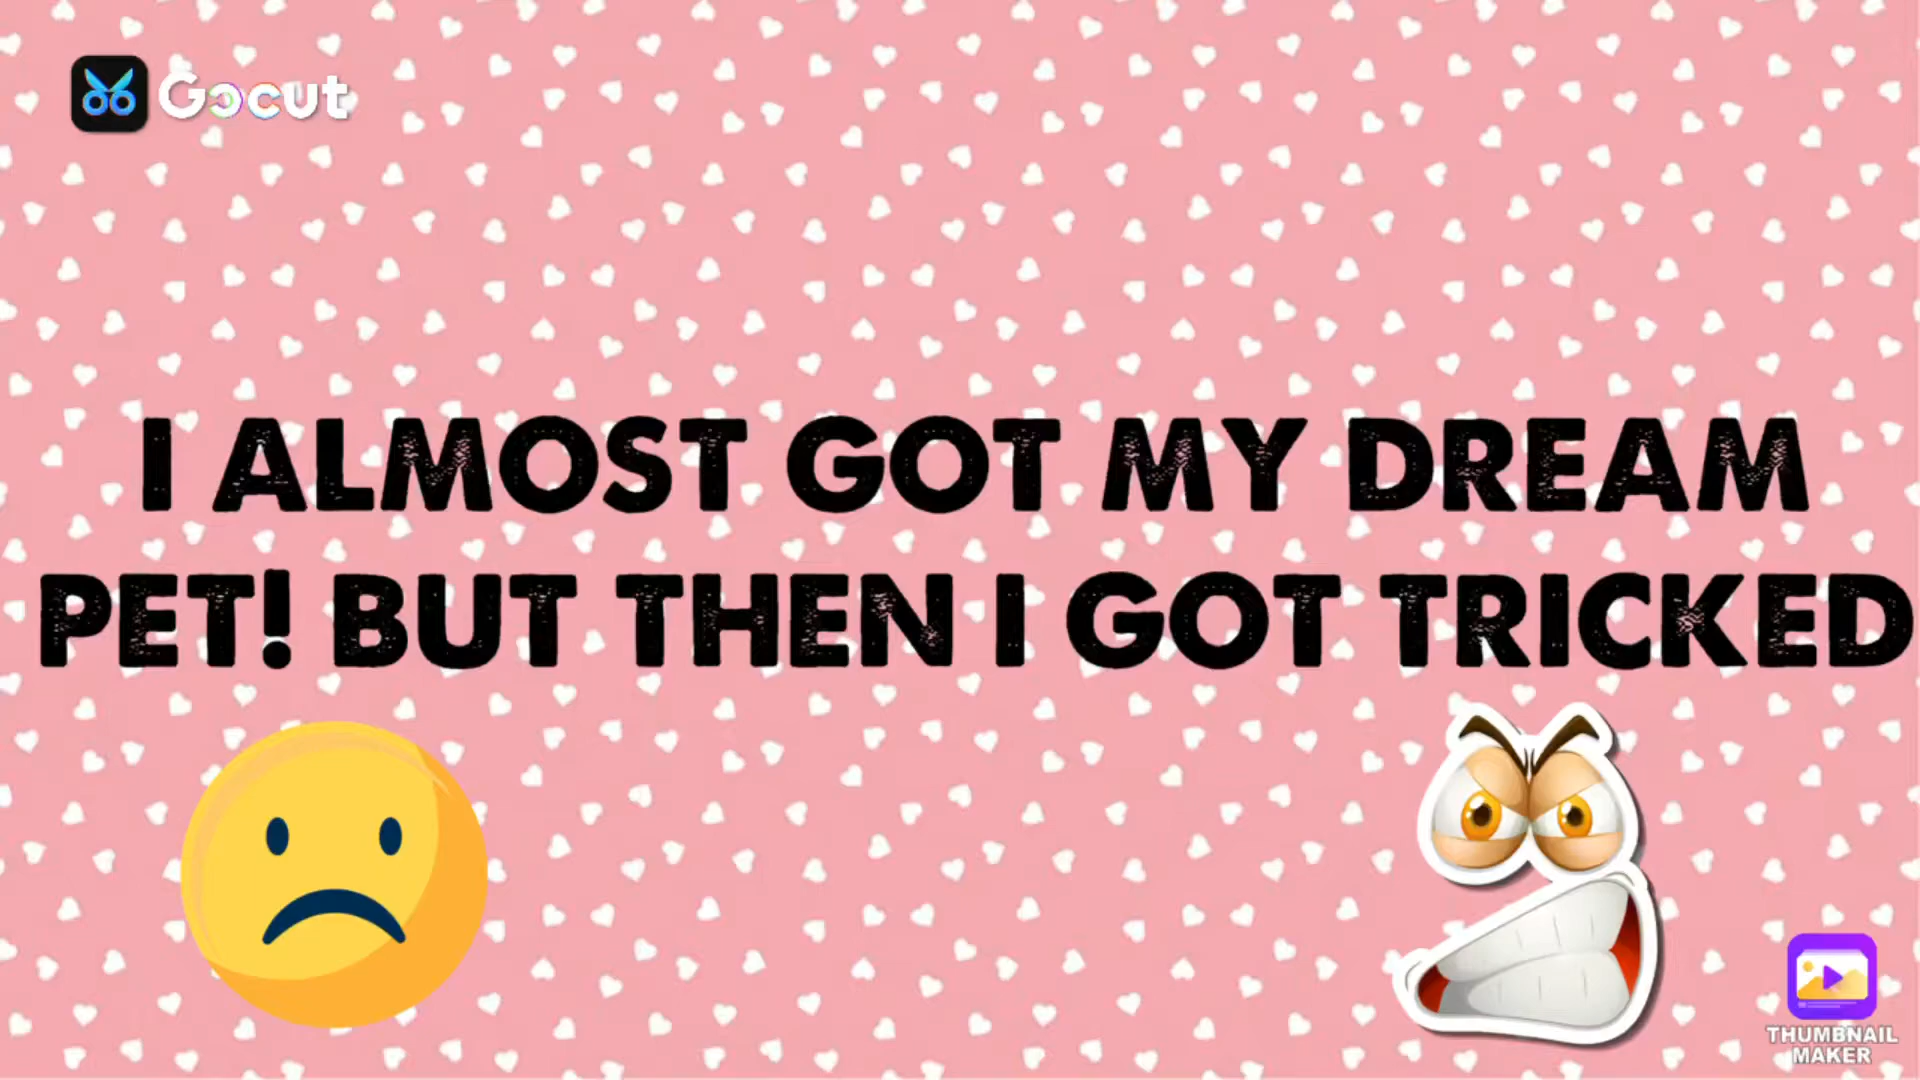 Gocut
I ALMOST GOT MY DREAM
PET! BUT THEN I GOT TRICKED
THUMBNAIL
MAKER